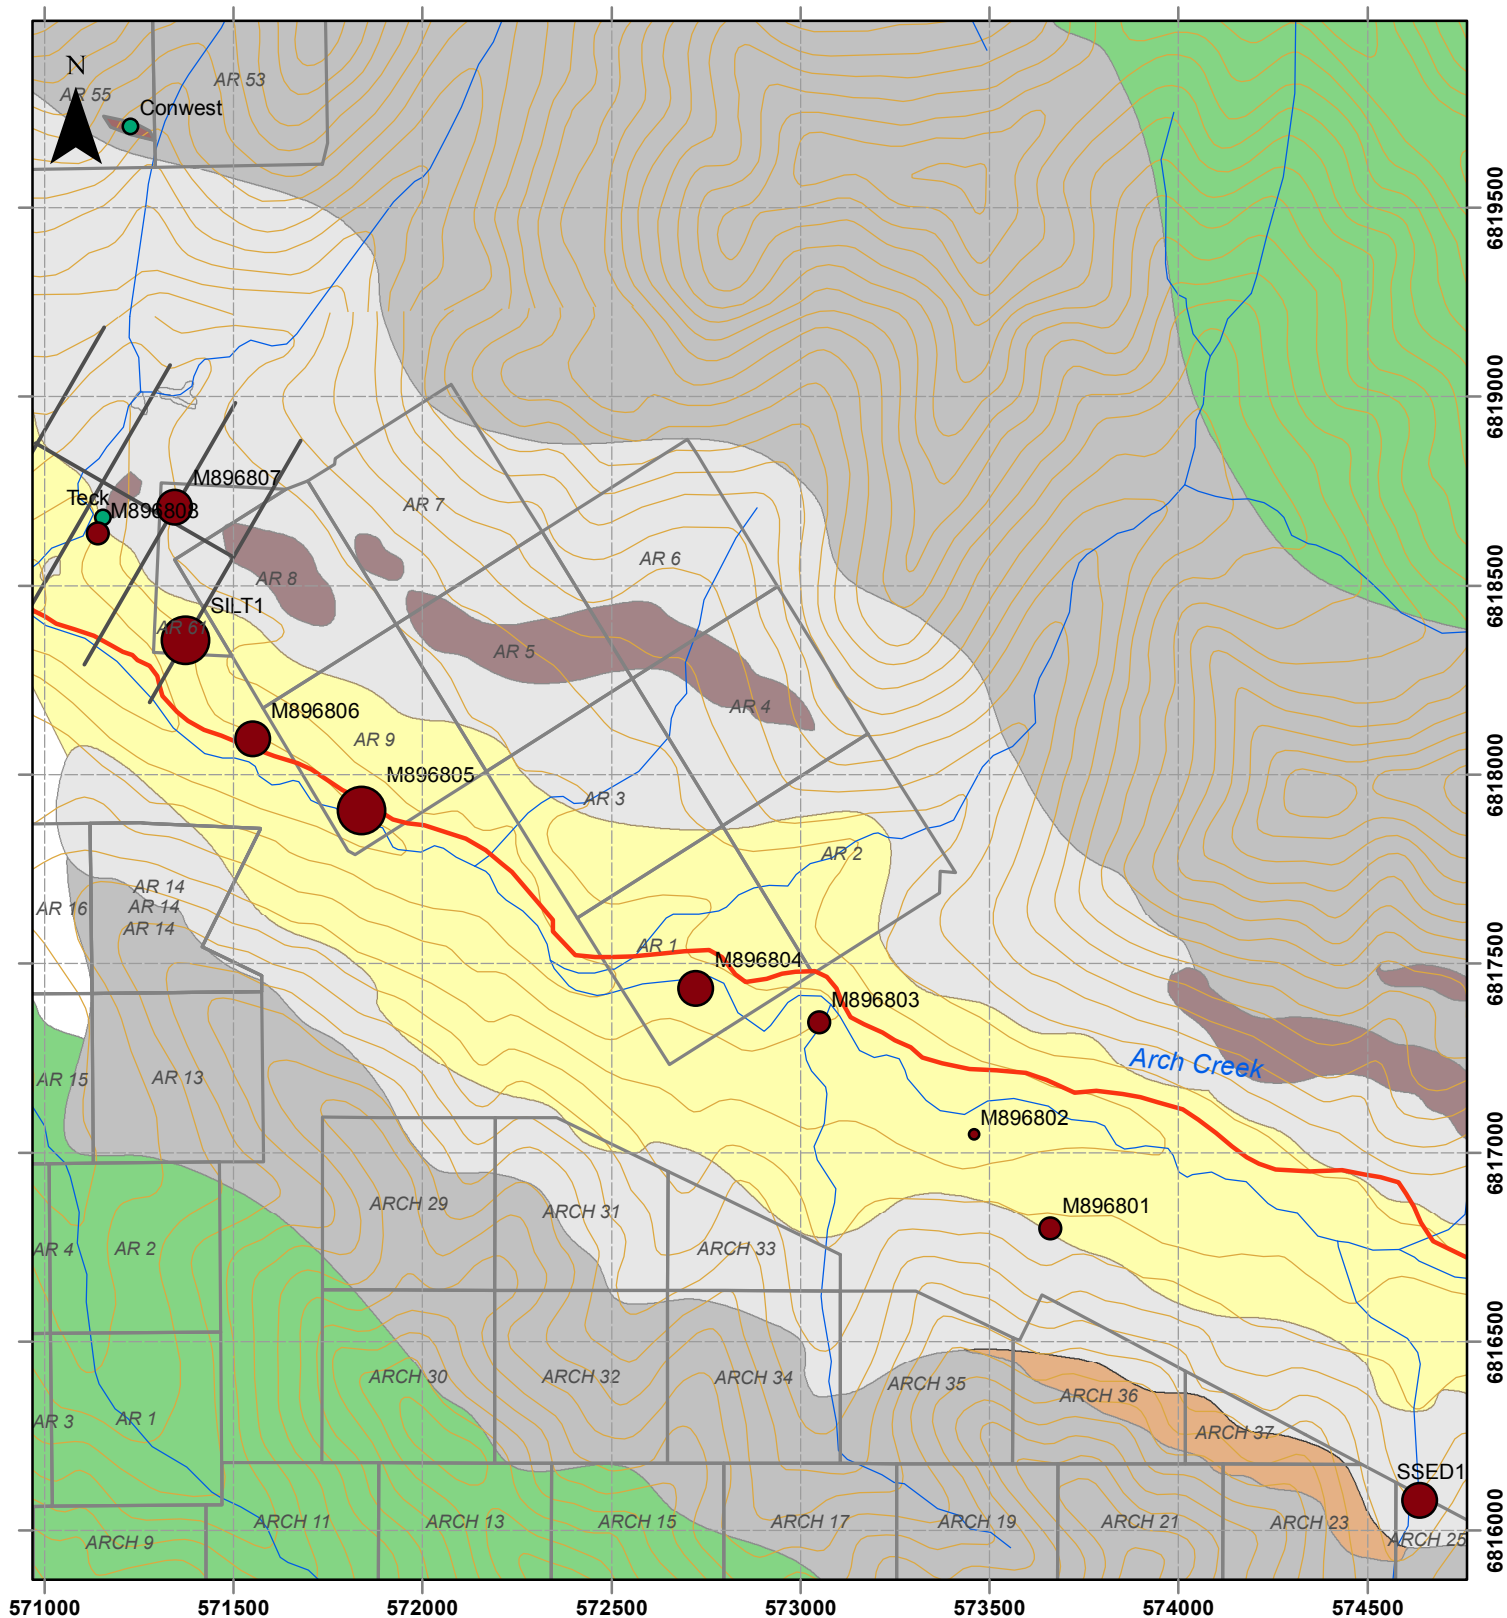 N
AR 53
AR 55
Conwest
6819500
6819000
M896807
Teck
M896808
AR 7
AR 6
AR 8
6818500
SILT1
AR 61
AR 5
AR 4
M896806
AR 9
M896805
6818000
AR 3
AR 2
AR 14
AR 16
AR 14
AR 14
AR 1
M896804
6817500
M896803
Arch Creek
AR 15
AR 13
M896802
6817000
ARCH 29
ARCH 31
M896801
AR 4
AR 2
ARCH 33
6816500
ARCH 30
ARCH 32
ARCH 34
ARCH 35
ARCH 36
AR 3
AR 1
ARCH 37
SSED1
ARCH 9
ARCH 11
ARCH 13
ARCH 15
ARCH 17
ARCH 19
ARCH 21
ARCH 23
ARCH 25
6816000
571000
571500
572000
572500
573000
573500
574000
574500